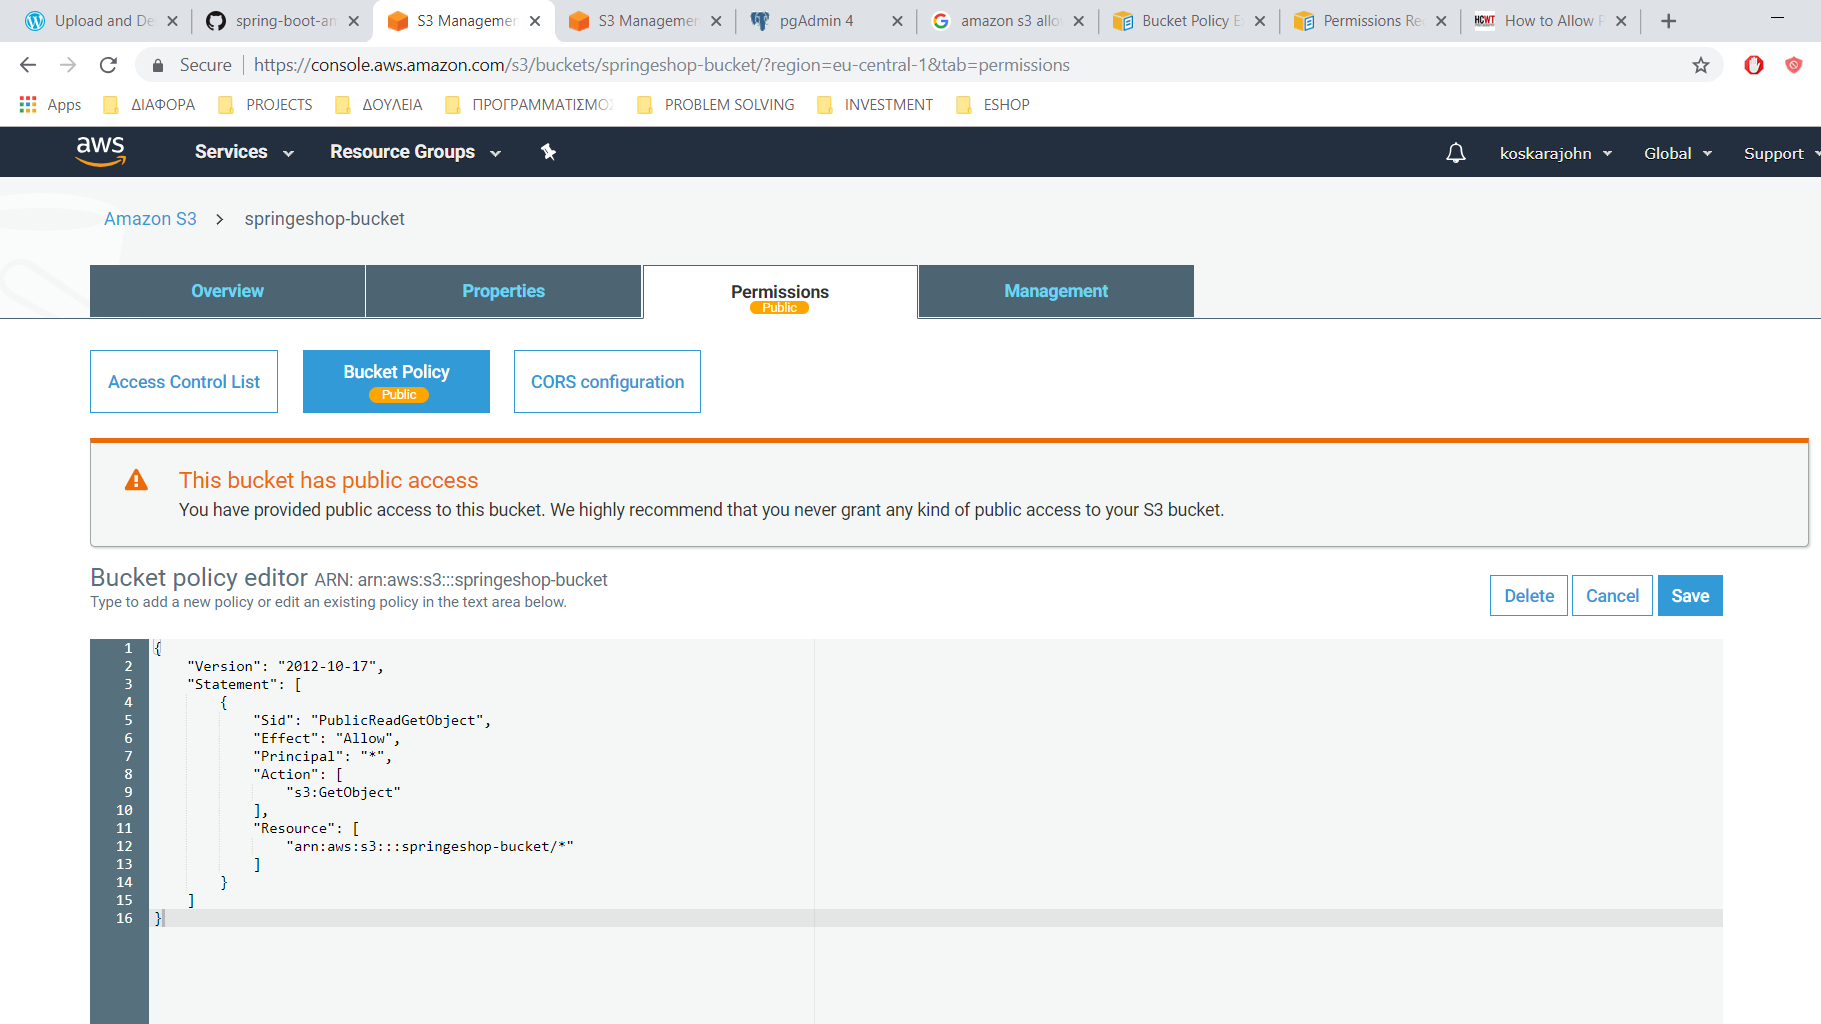 Upload and De
spring-boot-an
S3 Managemen
S3 Managemen
pgAdmin 4
amazon s3 allo
Bucket Policy E
Permissions Re
HCWT How to Allow P
Secure https://console.aws.amazon.com/s3/buckets/springeshop-bucket/?region=eu-central-1&tab=permissions
Apps ΔΙΑΦΟΡΑ PROJECTS ΔΟΥΛΕΙΑ ΠΡΟΓΡΑΜΜΑΤΙΣΜΟΣ PROBLEM SOLVING INVESTMENT ESHOP
aws Services Resource Groups koskarajohn Global Support
Amazon S3 > springeshop-bucket
Overview Properties Permissions Management
Public
Access Control List Bucket Policy CORS configuration
Public
This bucket has public access
You have provided public access to this bucket. We highly recommend that you never grant any kind of public access to your S3 bucket.
Bucket policy editor ARN: arn:aws:s3:::springeshop-bucket
Type to add a new policy or edit an existing policy in the text area below.
Delete Cancel Save
1 {
2 "Version": "2012-10-17",
3 "Statement": [
4 {
5 "Sid": "PublicReadGetObject",
6 "Effect": "Allow",
7 "Principal": "*",
8 "Action": [
9 "s3:GetObject"
10 ],
11 "Resource": [
12 "arn:aws:s3:::springeshop-bucket/*"
13 ]
14 }
15 ]
16 }